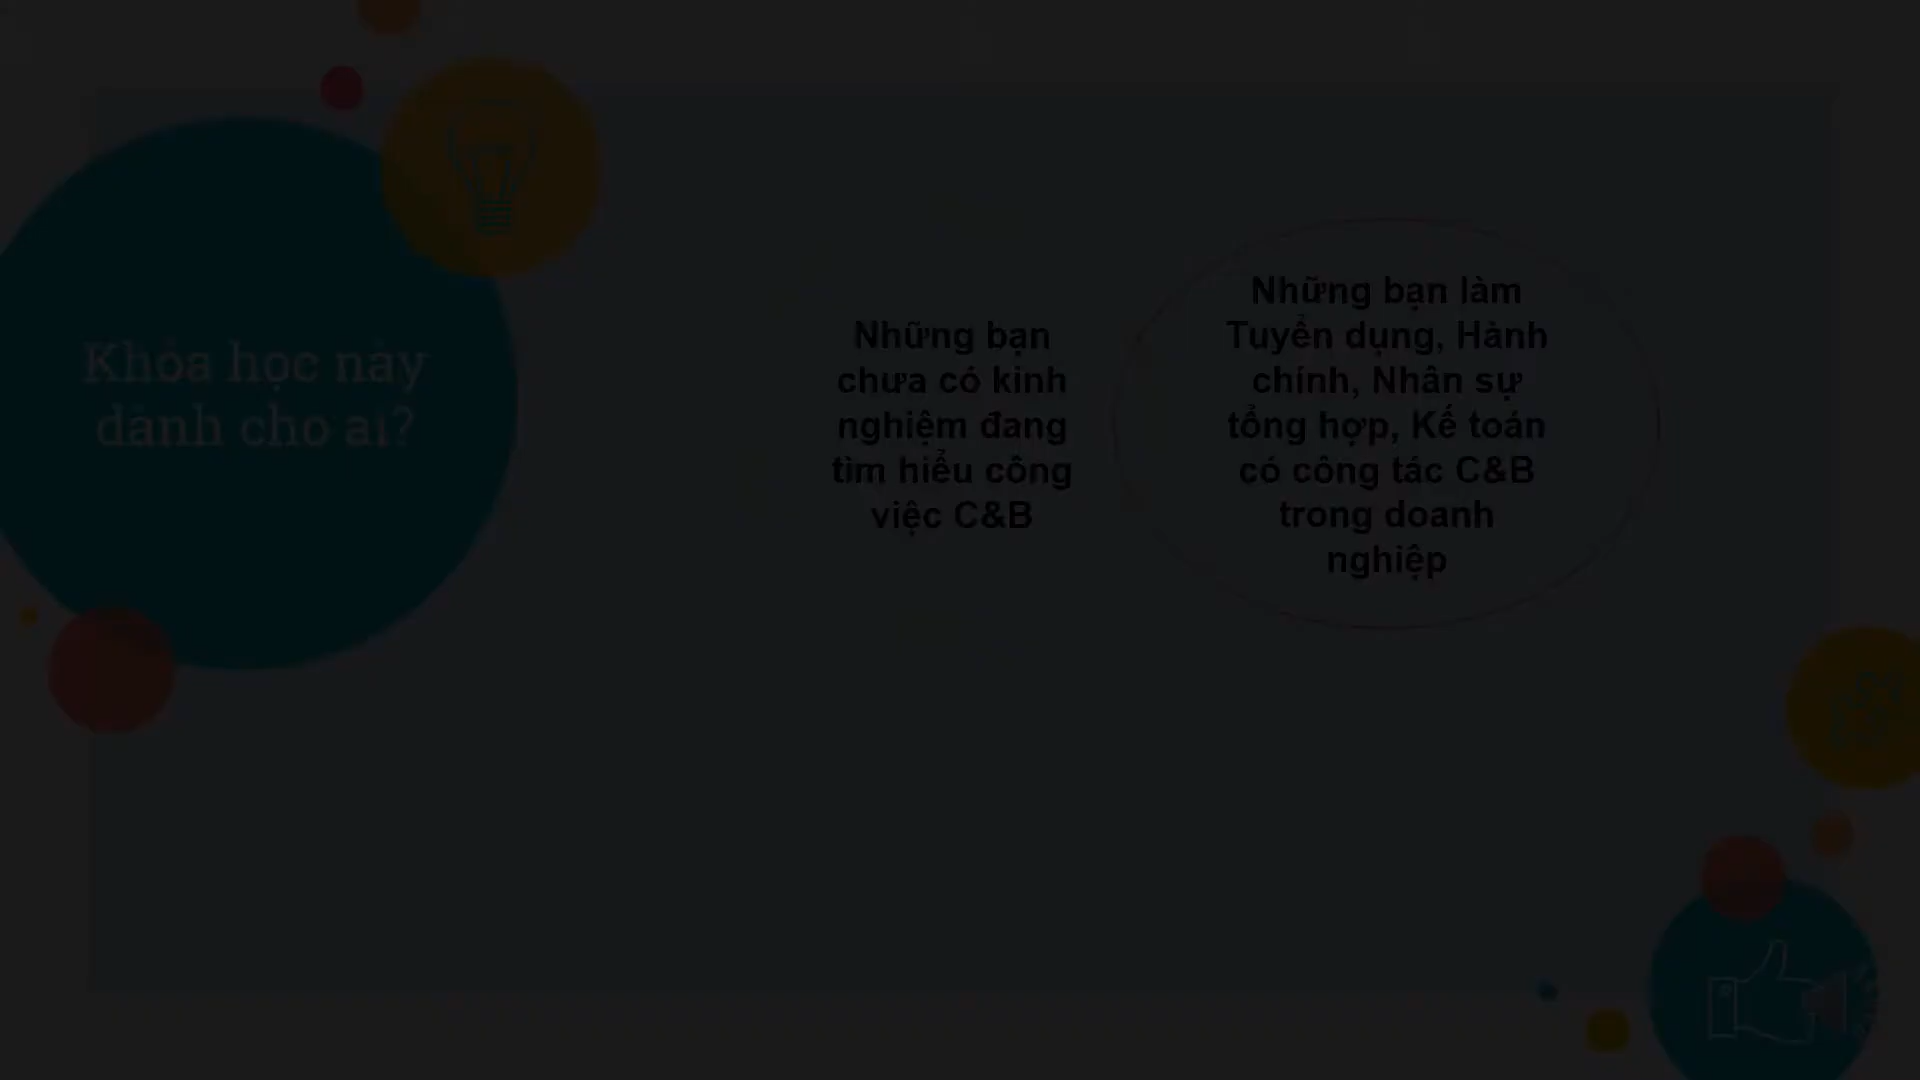 Khóa học này
dành cho ai?
Những bạn
chưa có kinh
nghiệm đang
tìm hiểu công
việc C&B
Những bạn làm
Tuyển dụng, Hành
chính, Nhân sự
tổng hợp, Kế toán
có công tác C&B
trong doanh
nghiệp